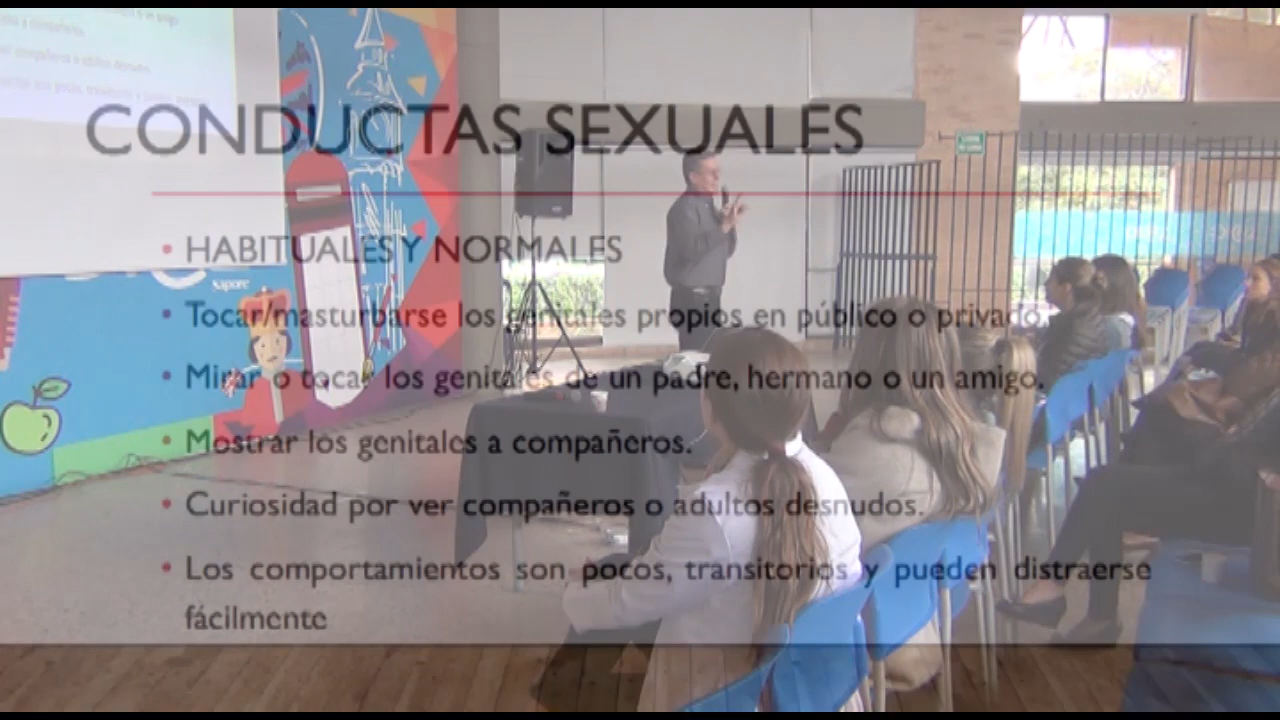 CONDUCTAS SEXUALES
• HABITUALES Y NORMALES
• Tocar/masturbarse los genitales propios en público o privado.
• Mirar o tocar los genitales de un padre, hermano o un amigo.
• Mostrar los genitales a compañeros.
• Curiosidad por ver compañeros o adultos desnudos.
• Los comportamientos son pocos, transitorios y pueden distraerse
fácilmente
sapore